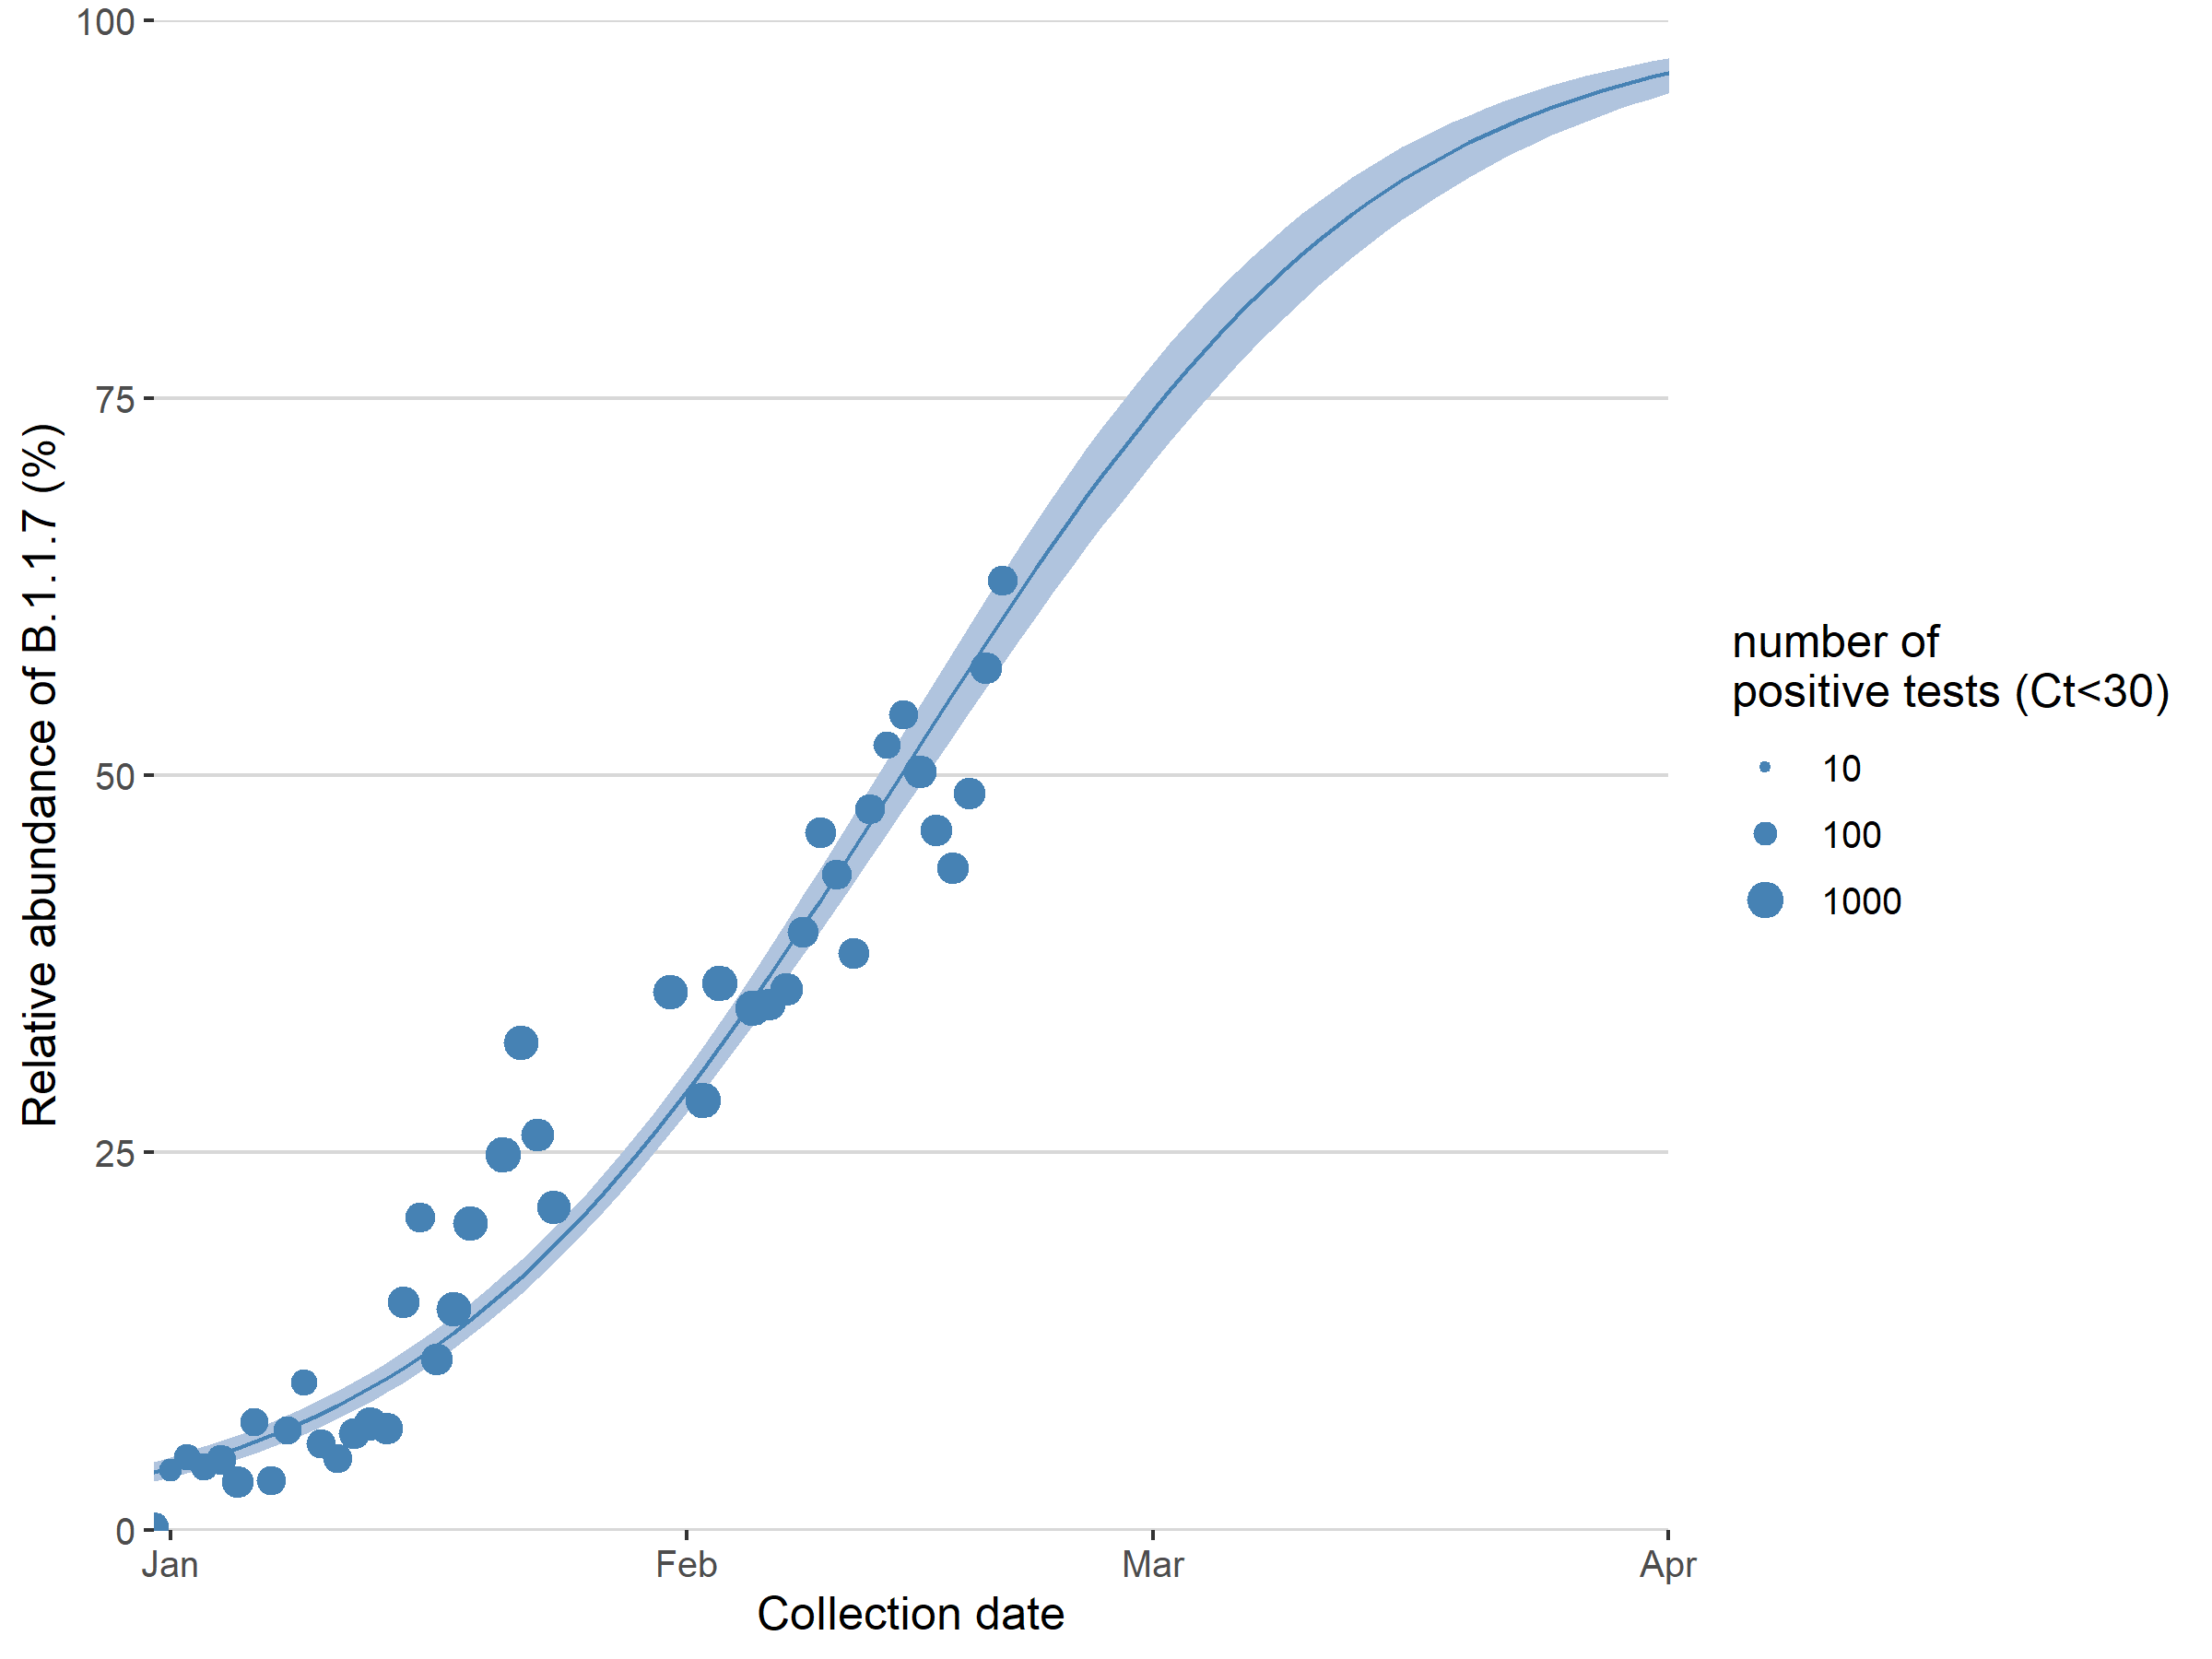 100
75
50
25
0
Relative abundance of B.1.1.7 (%)
Jan Feb Mar Apr
Collection date
number of
positive tests (Ct<30)
10
100
1000